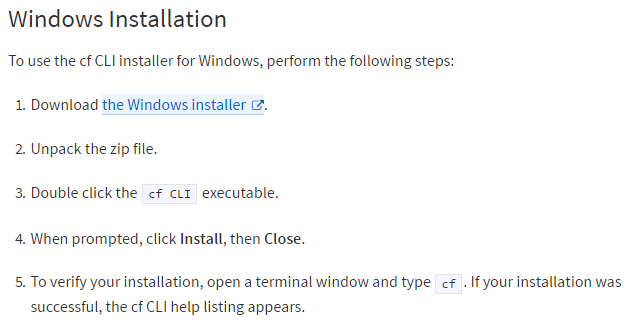 Windows Installation
To use the cf CLI installer for Windows, perform the following steps:
1. Download the Windows installer.
2. Unpack the zip file.
3. Double click the cf CLI executable.
4. When prompted, click Install, then Close.
5. To verify your installation, open a terminal window and type cf . If your installation was
successful, the cf CLI help listing appears.